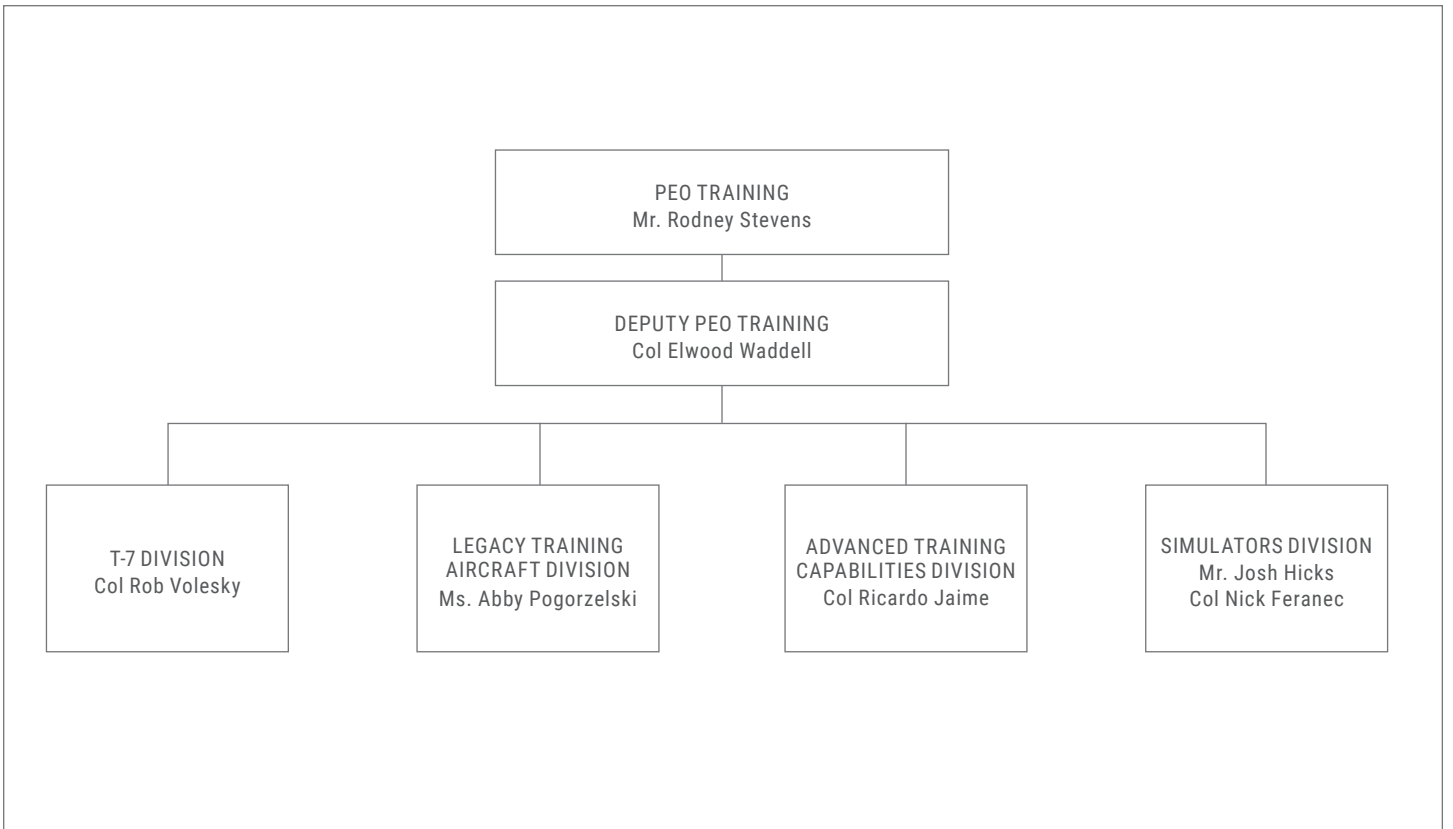 PEO TRAINING
Mr. Rodney Stevens
DEPUTY PEO TRAINING
Col Elwood Waddell
T-7 DIVISION
Col Rob Volesky
LEGACY TRAINING
AIRCRAFT DIVISION
Ms. Abby Pogorzelski
ADVANCED TRAINING
CAPABILITIES DIVISION
Col Ricardo Jaime
SIMULATORS DIVISION
Mr. Josh Hicks
Col Nick Feranec